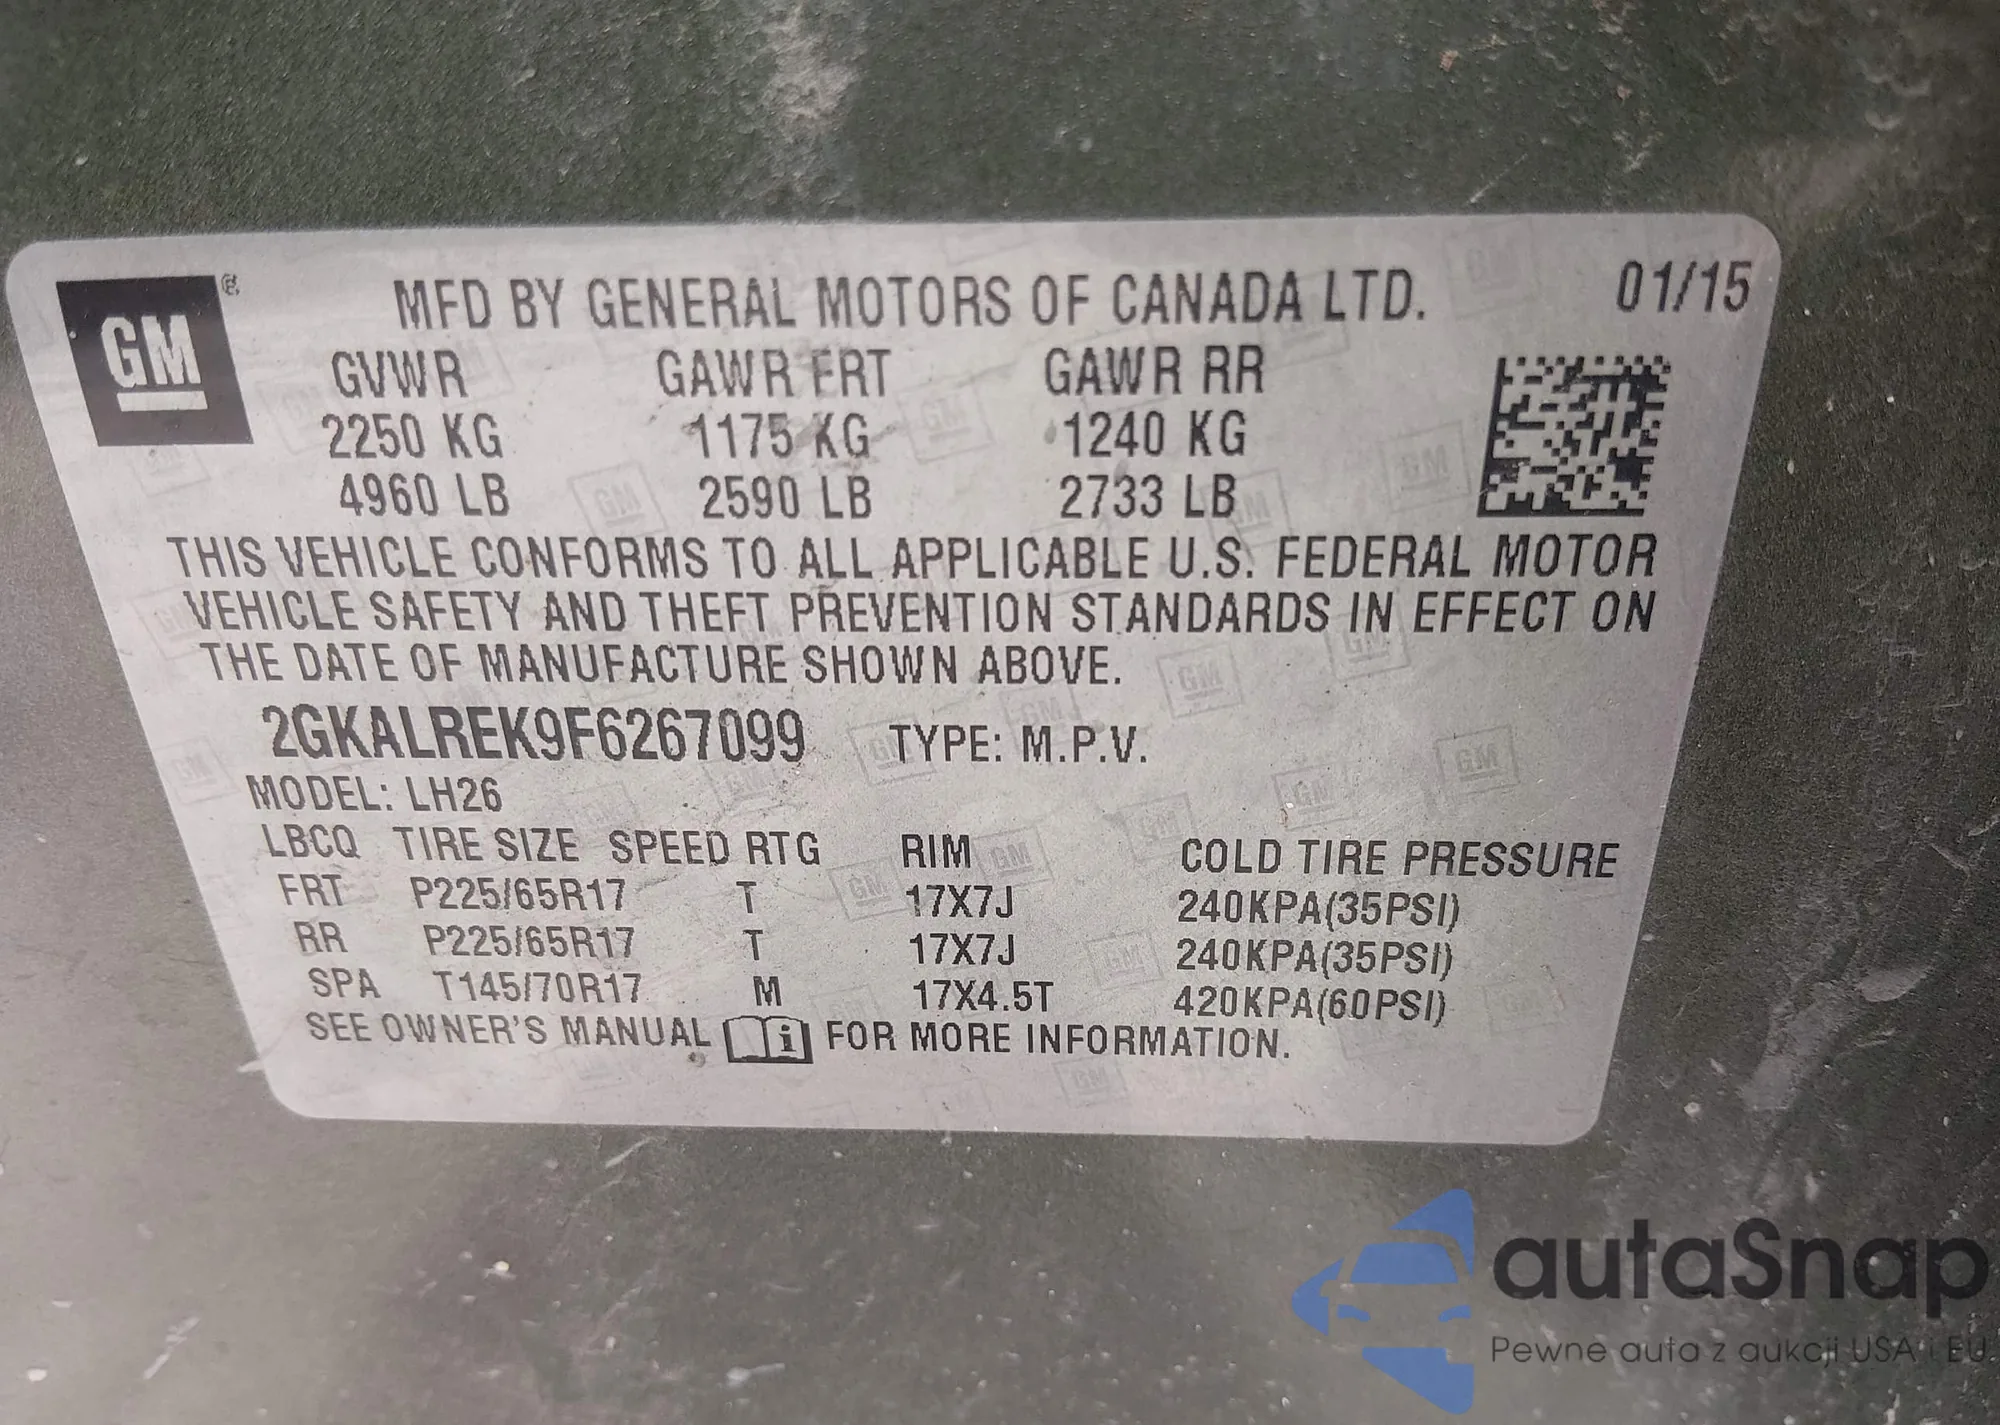 GM®
MFD BY GENERAL MOTORS OF CANADA LTD. 01/15
GVWR GAWR FRT GAWR RR
2250 KG 1175 KG 1240 KG
4960 LB 2590 LB 2733 LB
THIS VEHICLE CONFORMS TO ALL APPLICABLE U.S. FEDERAL MOTOR
VEHICLE SAFETY AND THEFT PREVENTION STANDARDS IN EFFECT ON
THE DATE OF MANUFACTURE SHOWN ABOVE.
2GKALREK9F6267099 TYPE: M.P.V.
MODEL: LH26
LBCQ TIRE SIZE SPEED RTG RIM COLD TIRE PRESSURE
FRT P225/65R17 T 17X7J 240KPA(35PSI)
RR P225/65R17 T 17X7J 240KPA(35PSI)
SPA T145/70R17 M 17X4.5T 420KPA(60PSI)
SEE OWNER'S MANUAL i FOR MORE INFORMATION.
autaSnap
Pewne auta z aukcji USA i EU